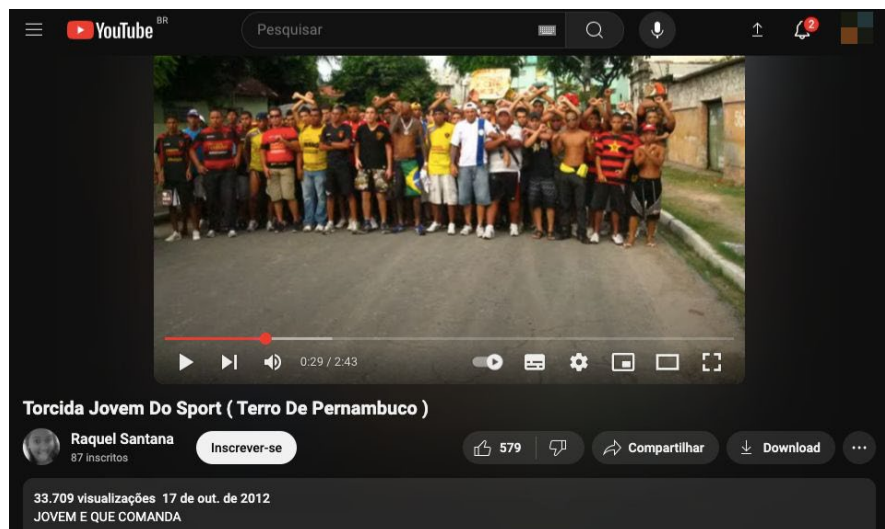 YouTube BR
Pesquisar
2
0:29 / 2:43
Torcida Jovem Do Sport ( Terro De Pernambuco )
Raquel Santana
87 inscritos
Inscrever-se
579
Compartilhar
Download
33.709 visualizações 17 de out. de 2012
JOVEM E QUE COMANDA